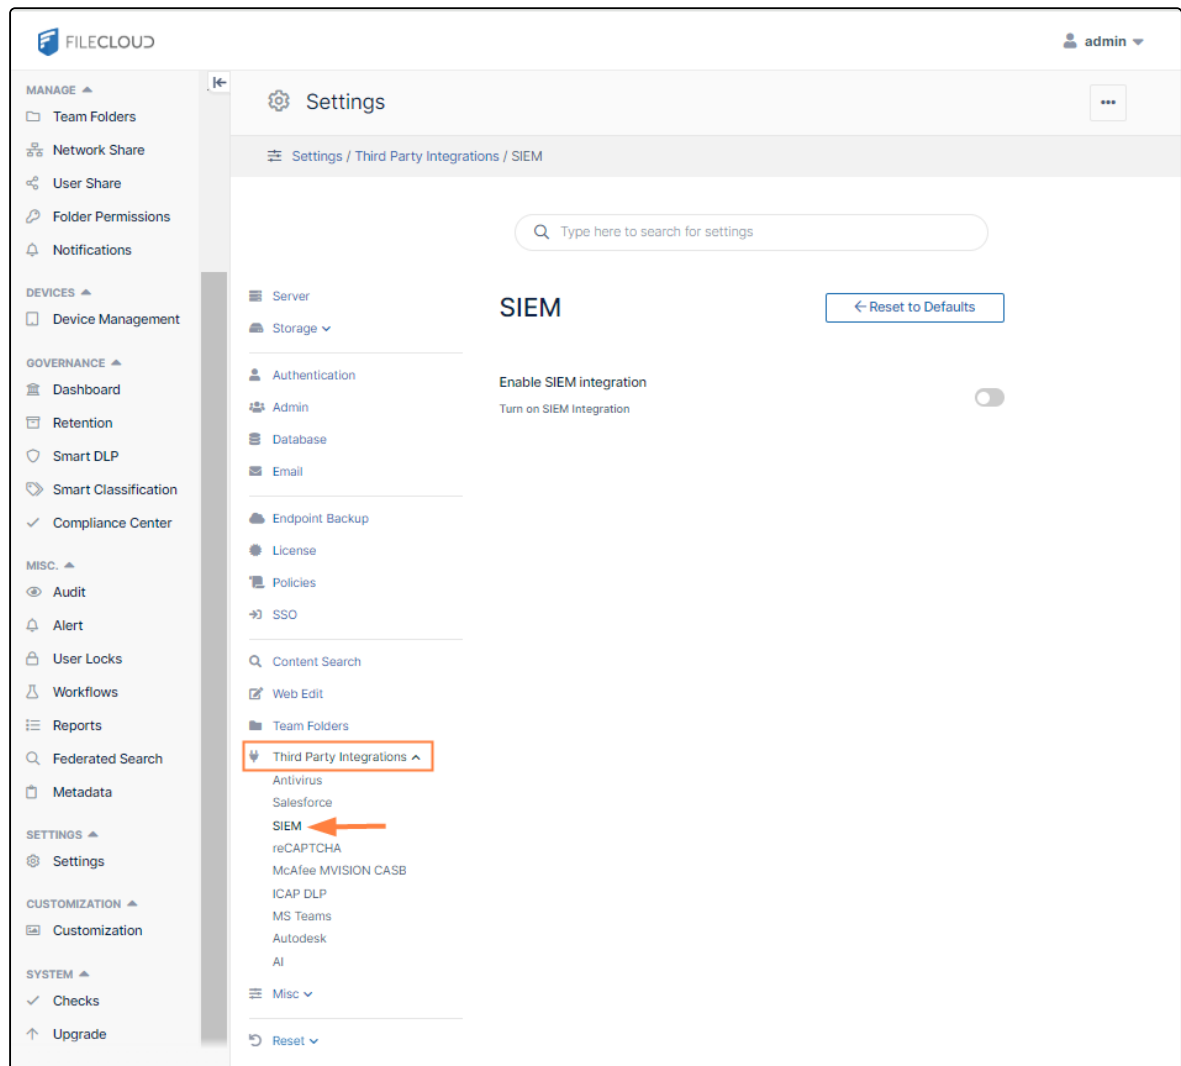 FILECLOUD
admin
MANAGE
Team Folders
Network Share
User Share
Folder Permissions
Notifications
DEVICES
Device Management
GOVERNANCE
Dashboard
Retention
Smart DLP
Smart Classification
Compliance Center
MISC.
Audit
Alert
User Locks
Workflows
Reports
Federated Search
Metadata
SETTINGS
Settings
CUSTOMIZATION
Customization
SYSTEM
Checks
Upgrade
Settings
Settings / Third Party Integrations / SIEM
Type here to search for settings
Server
Storage
Authentication
Admin
Database
Email
Endpoint Backup
License
Policies
SSO
Content Search
Web Edit
Team Folders
Third Party Integrations
Antivirus
Salesforce
SIEM
reCAPTCHA
McAfee MVISION CASB
ICAP DLP
MS Teams
Autodesk
AI
Misc
Reset
SIEM
Reset to Defaults
Enable SIEM integration
Turn on SIEM Integration